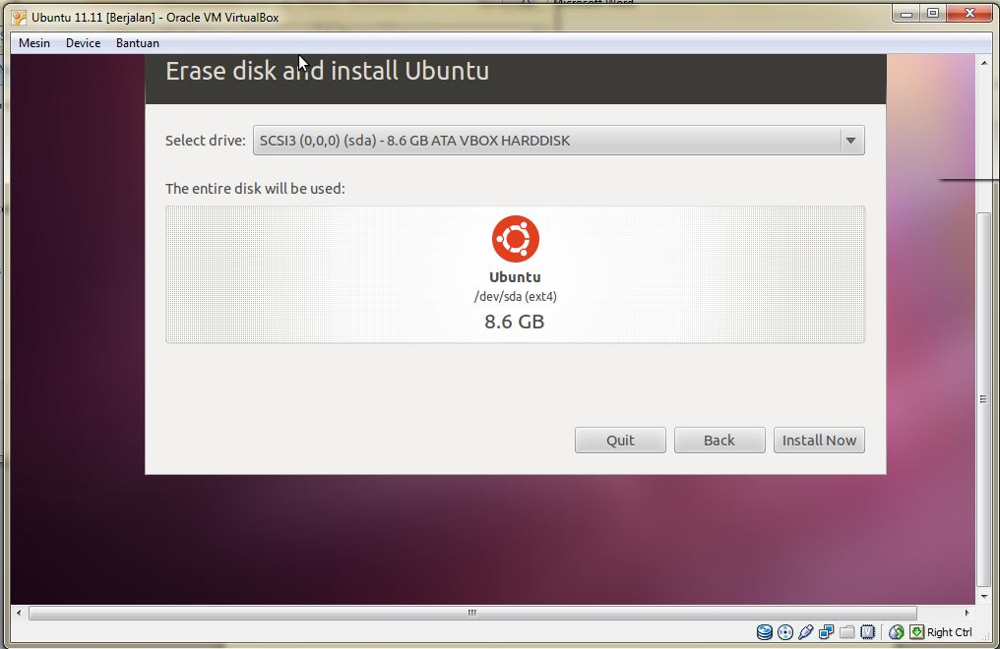 Microsoft Word
Ubuntu 11.11 [Berjalan] - Oracle VM VirtualBox
Mesin Device Bantuan
Erase disk and install Ubuntu
Select drive: SCSI3 (0,0,0) (sda) - 8.6 GB ATA VBOX HARDDISK
The entire disk will be used:
Ubuntu
/dev/sda (ext4)
8.6 GB
Quit Back Install Now
Right Ctrl